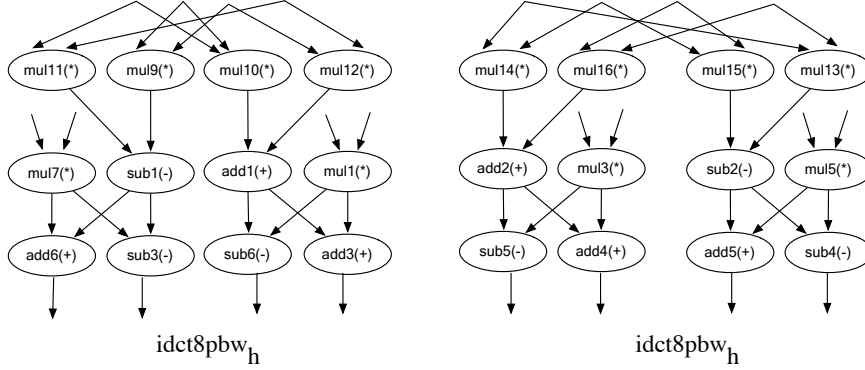 mul11(*) mul9(*) mul10(*) mul12(*) mul14(*) mul16(*) mul15(*) mul13(*)
mul7(*) sub1(-) add1(+) mul1(*) add2(+) mul3(*) sub2(-) mul5(*)
add6(+) sub3(-) sub6(-) add3(+) sub5(-) add4(+) add5(+) sub4(-)
idct8pbw_h idct8pbw_h